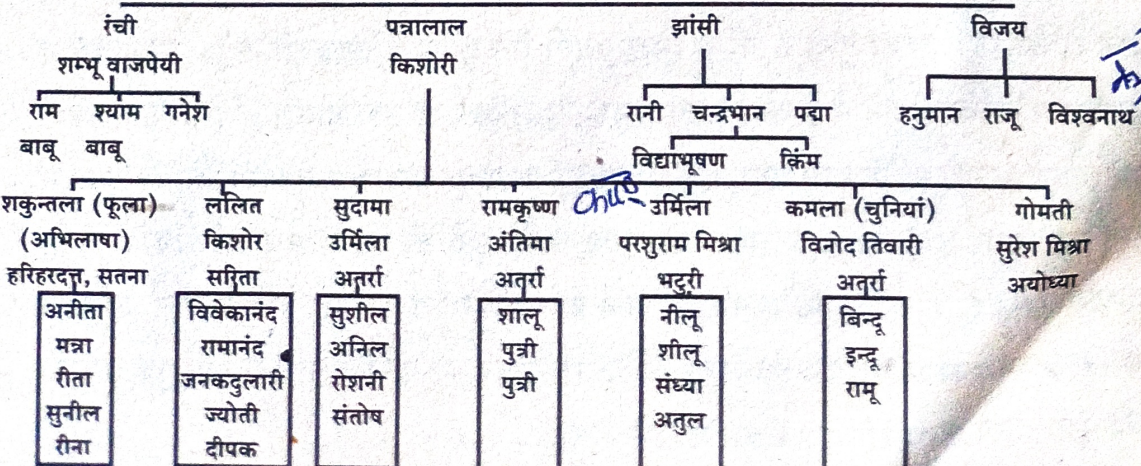 रंची पन्नालाल झांसी विजय
शम्भू वाजपेयी किशोरी
राम श्याम गनेश रानी चन्द्रभान पद्मा हनुमान राजू विश्वनाथ
बाबू बाबू विद्याभूषण क्रिंम
शकुन्तला (फूला) ललित सुदामा रामकृष्ण उर्मिला कमला (चुनियां) गोमती
(अभिलाषा) किशोर उर्मिला अंतिमा परशुराम मिश्रा विनोद तिवारी सुरेश मिश्रा
हरिहरदत्त, सतना सरिता अतर्रा अतर्रा भटुरी अतर्रा अयोध्या
अनीता विवेकानंद सुशील शालू नीलू बिन्दू
मन्ना रामानंद अनिल पुत्री शीलू इन्दू
रीता जनकदुलारी रोशनी पुत्री संध्या रामू
सुनील ज्योती संतोष अतुल
रीना दीपक